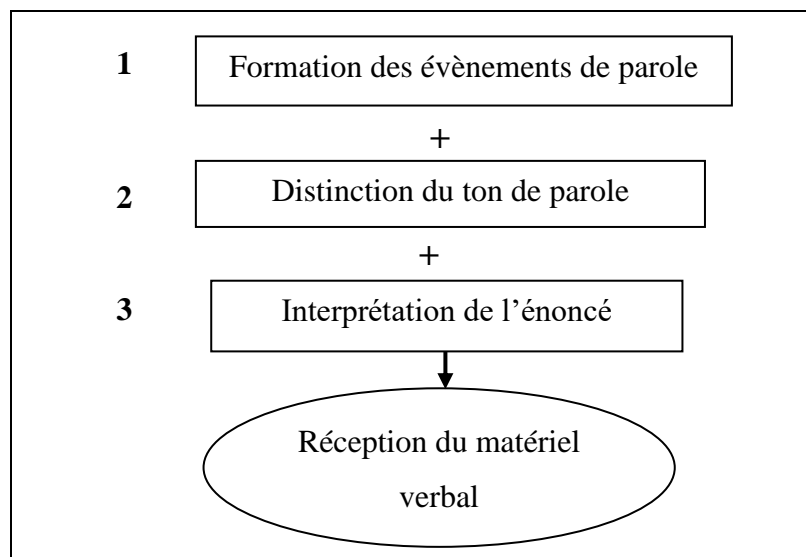 1 Formation des évènements de parole
+
2 Distinction du ton de parole
+
3 Interprétation de l’énoncé
Réception du matériel
verbal